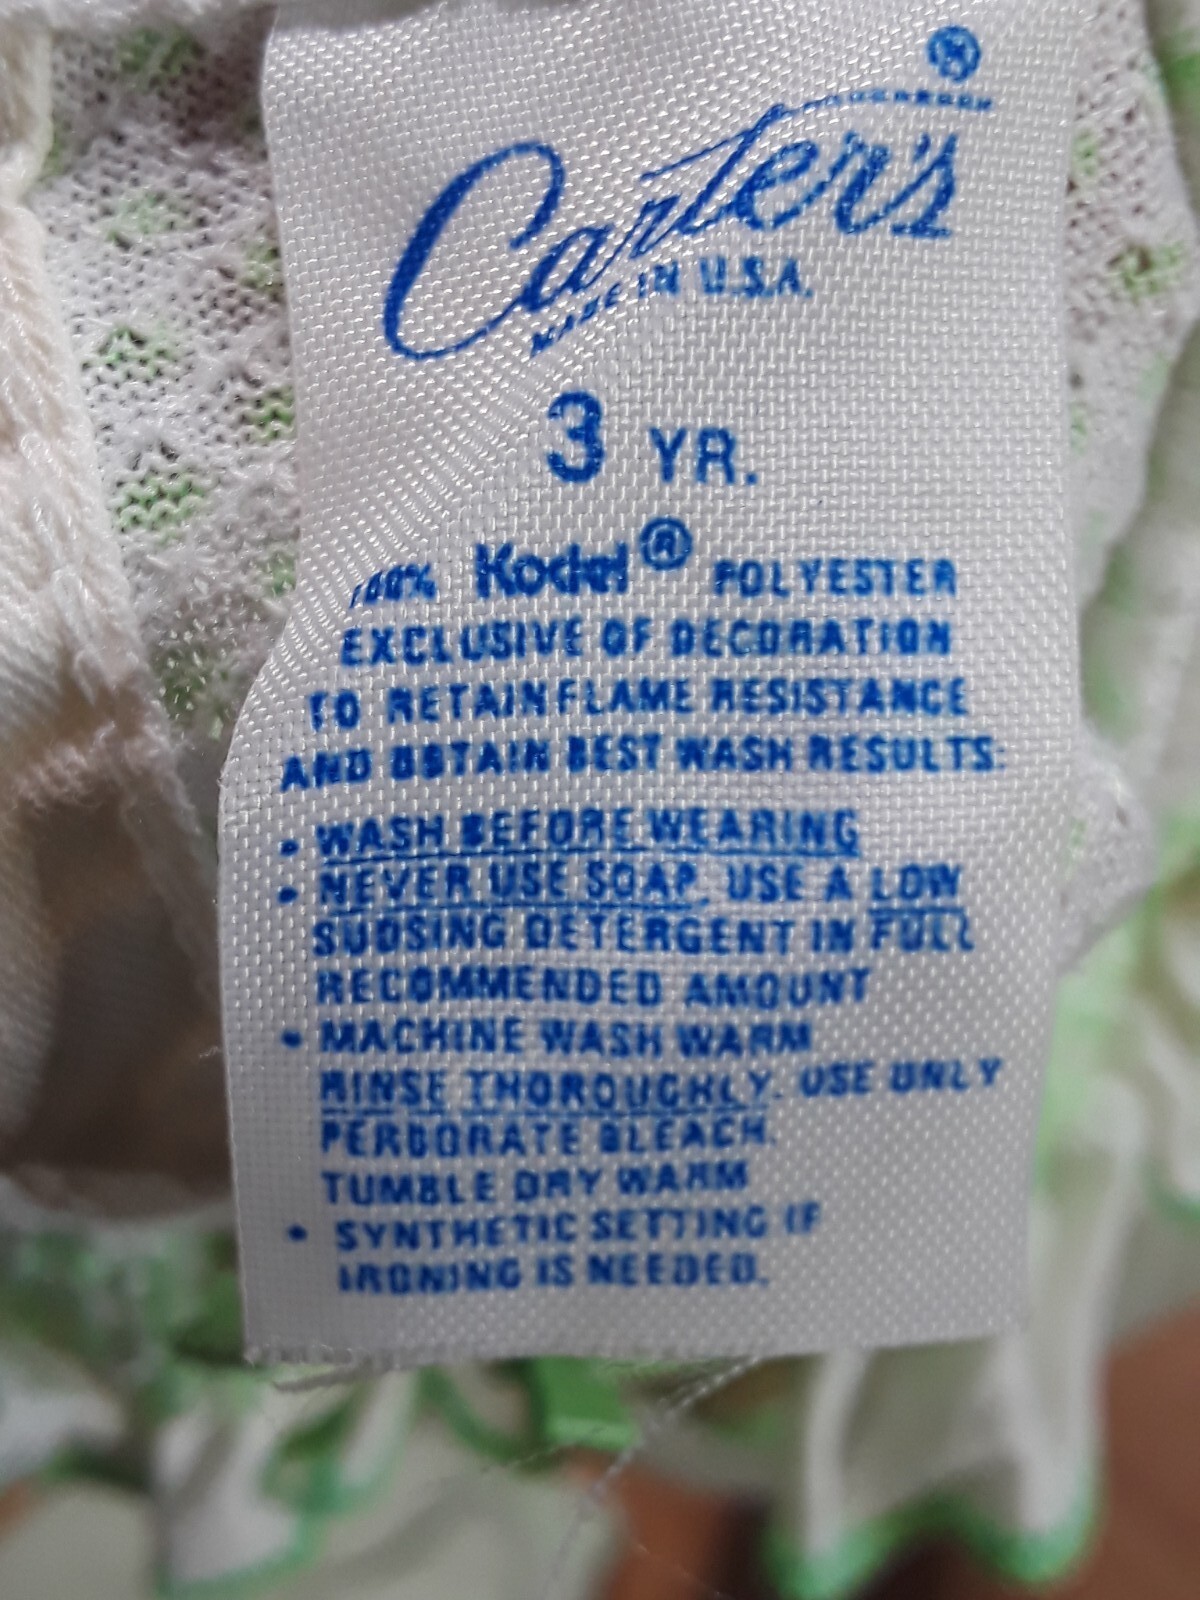 ®
Carter's
MADE IN U.S.A.
3 YR.
100% Kodel® POLYESTER
EXCLUSIVE OF DECORATION
TO RETAIN FLAME RESISTANCE
AND OBTAIN BEST WASH RESULTS:
• WASH BEFORE WEARING
• NEVER USE SOAP. USE A LOW
SUDSING DETERGENT IN FULL
RECOMMENDED AMOUNT
• MACHINE WASH WARM
RINSE THOROUGHLY. USE ONLY
PERBORATE BLEACH.
TUMBLE DRY WARM
• SYNTHETIC SETTING IF
IRONING IS NEEDED.